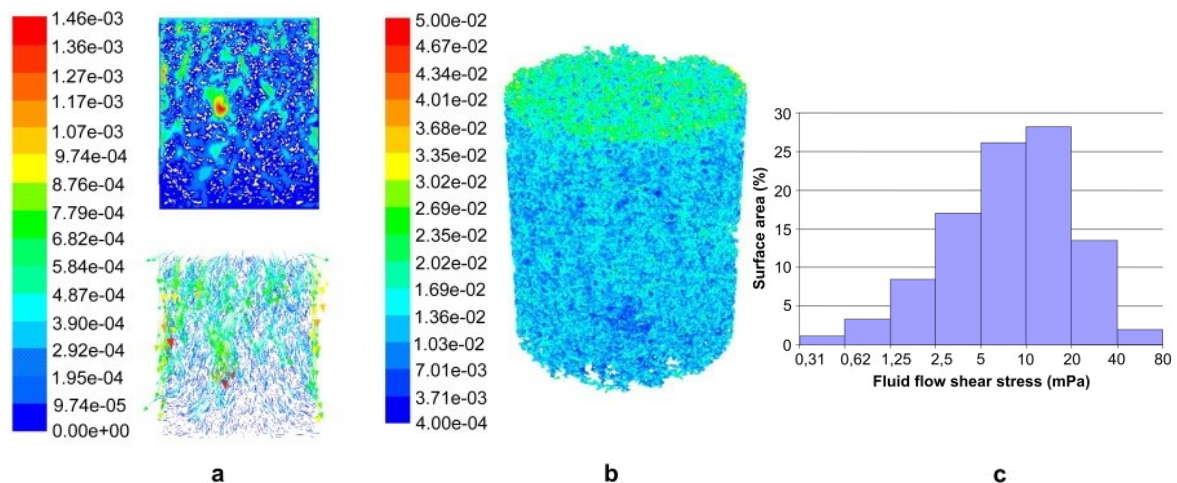 1.46e-03
1.36e-03
1.27e-03
1.17e-03
1.07e-03
9.74e-04
8.76e-04
7.79e-04
6.82e-04
5.84e-04
4.87e-04
3.90e-04
2.92e-04
1.95e-04
9.74e-05
0.00e+00
a
5.00e-02
4.67e-02
4.34e-02
4.01e-02
3.68e-02
3.35e-02
3.02e-02
2.69e-02
2.35e-02
2.02e-02
1.69e-02
1.36e-02
1.03e-02
7.01e-03
3.71e-03
4.00e-04
b
Surface area (%)
30
25
20
15
10
5
0
0,31 0,62 1,25 2,5 5 10 20 40 80
Fluid flow shear stress (mPa)
c